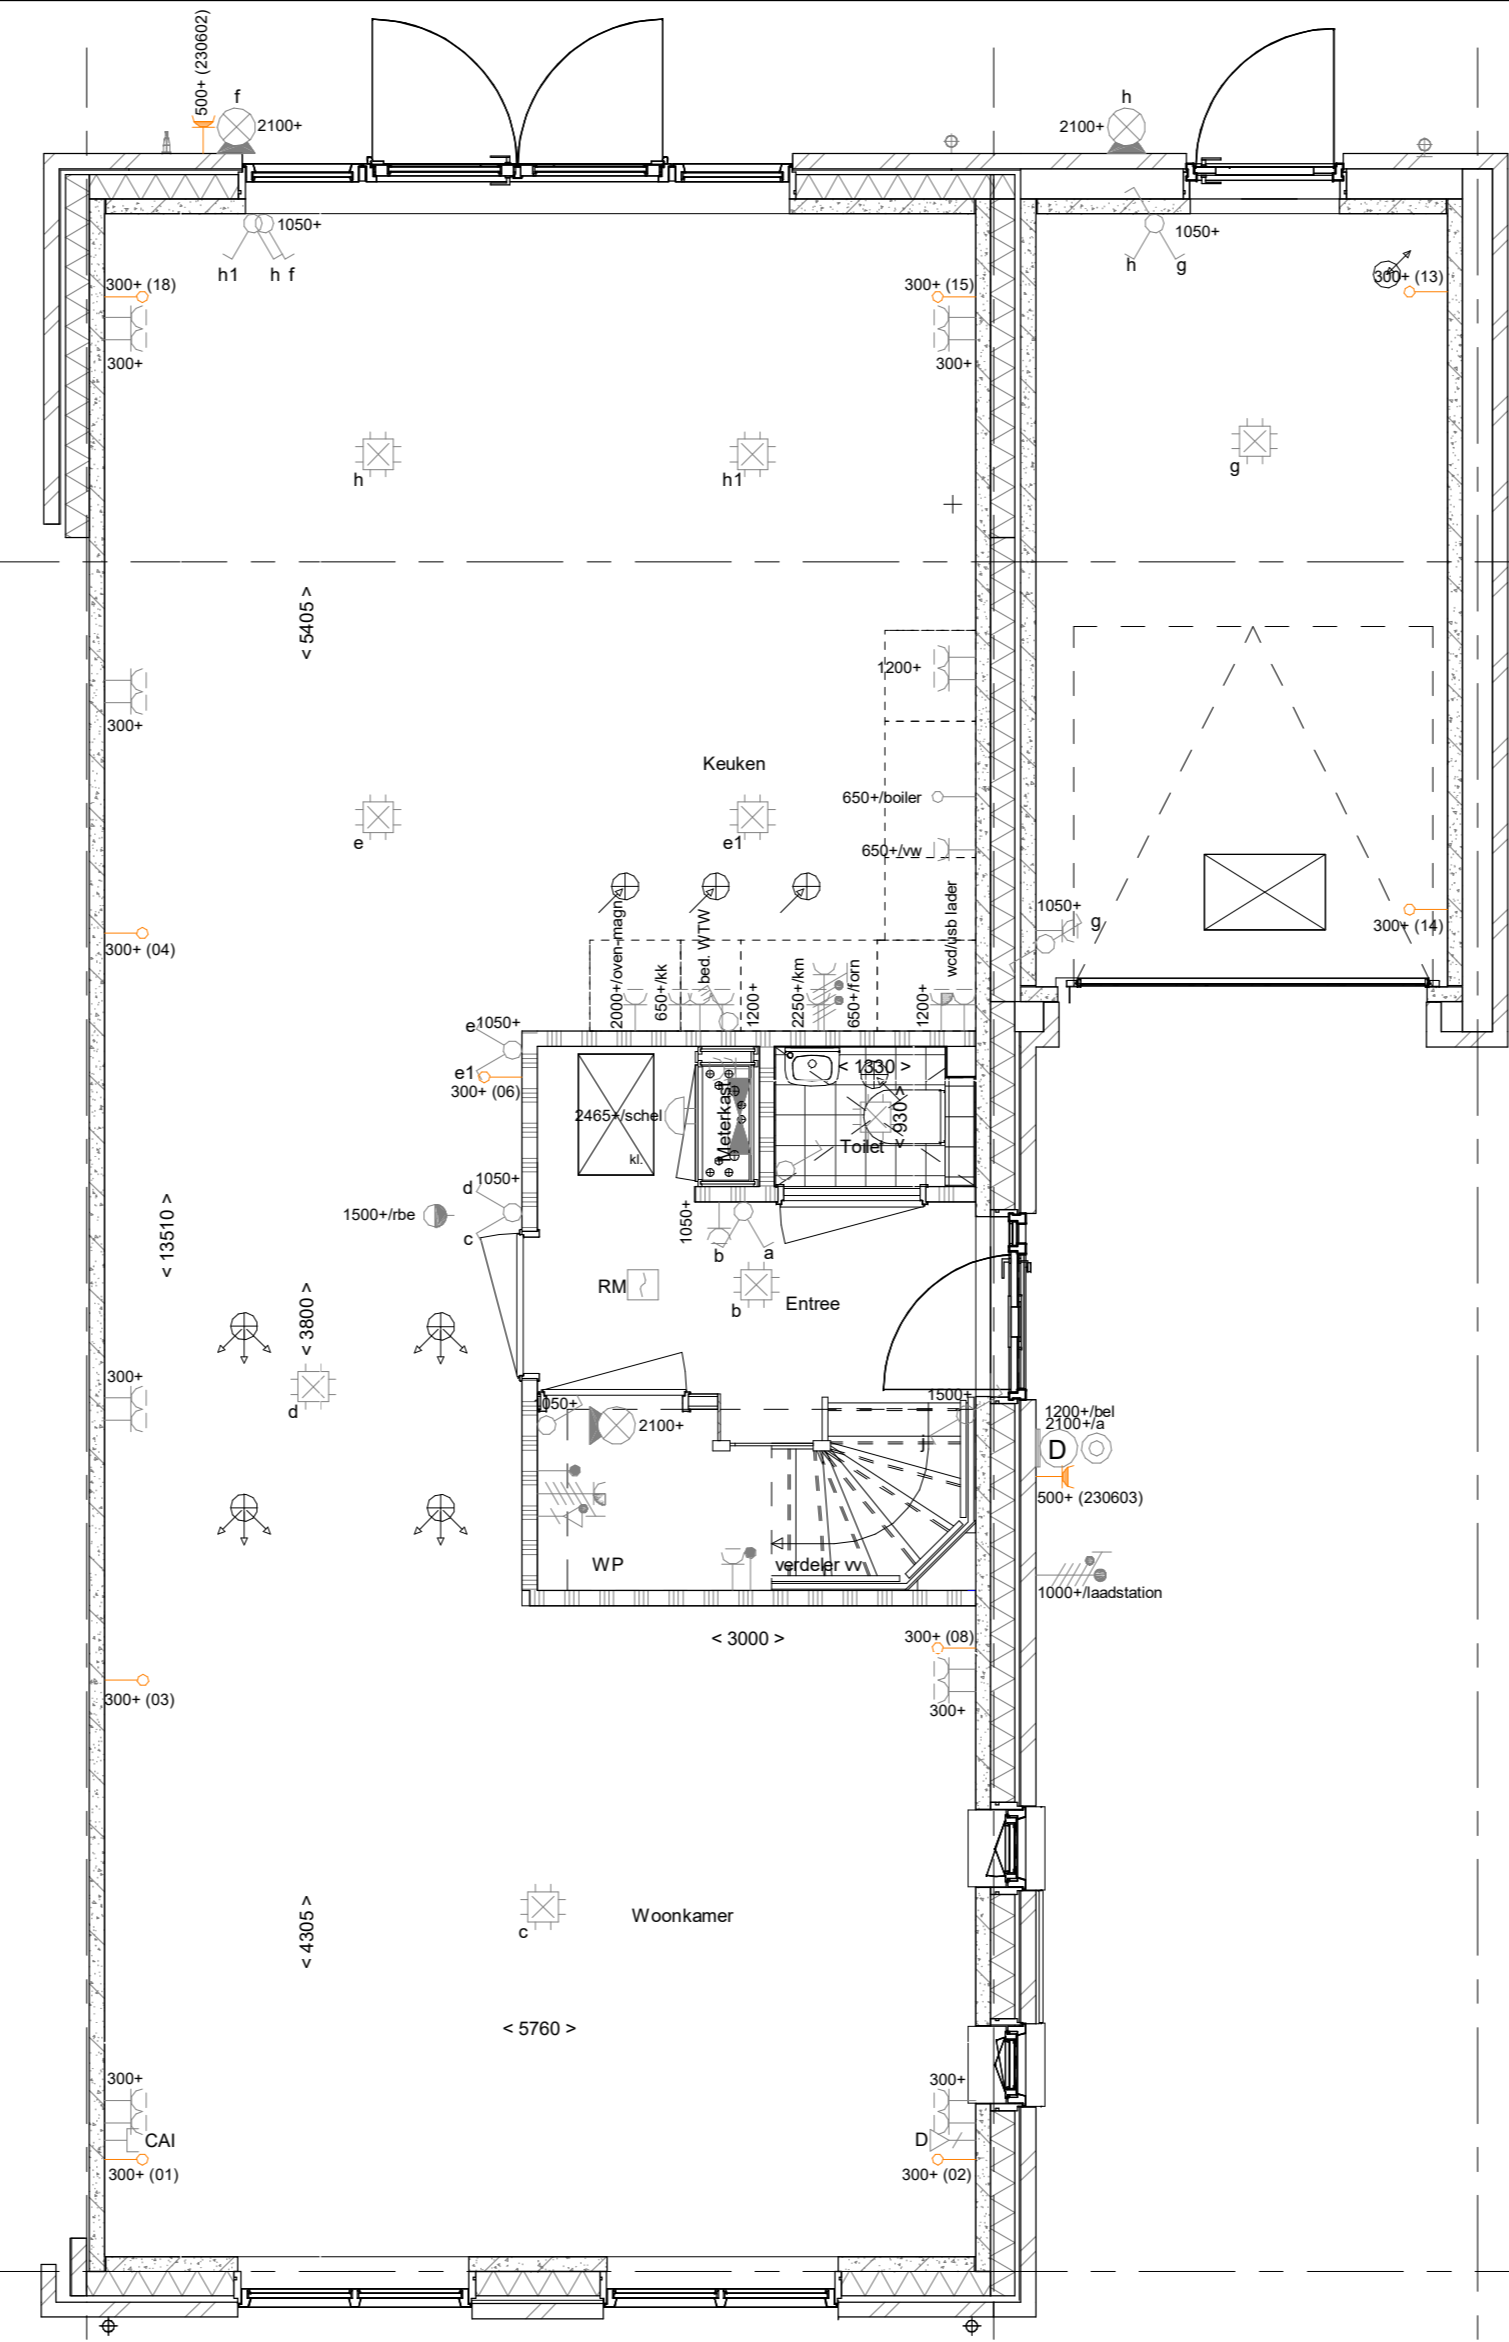 500+ (230602)
f
2100+
h
2100+
1050+
h1
h
f
1050+
h
g
300+ (18)
300+
300+ (15)
300+
300+ (13)
h
h1
g
< 5405 >
1200+
300+
Keuken
650+/boiler
e
e1
650+/vw
2000+/oven-magn
650+/kk
bed. WTW
1200+
2250+/km
650+/forn
1200+
wcd/usb lader
1050+
g
300+ (14)
300+ (04)
e
1050+
e1
300+ (06)
2465+/schel
kl.
Meterkast
< 1330 >
< 930 >
Toilet
d
1050+
1500+/rbe
c
1050+
b
a
< 13510 >
< 3800 >
RM
b
Entree
300+
d
1050+
2100+
1500+
j
1200+/bel
2100+/a
D
500+ (230603)
WP
verdeler vv
1000+/laadstation
< 3000 >
300+ (08)
300+
300+ (03)
c
Woonkamer
< 4305 >
< 5760 >
300+
CAI
300+ (01)
300+
D
300+ (02)